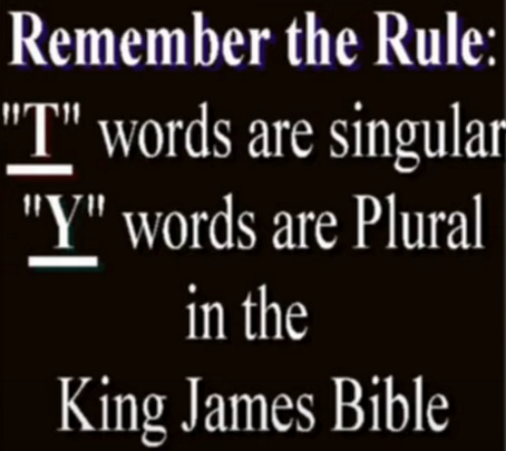 Remember the Rule:
"T" words are singular
"Y" words are Plural
in the
King James Bible